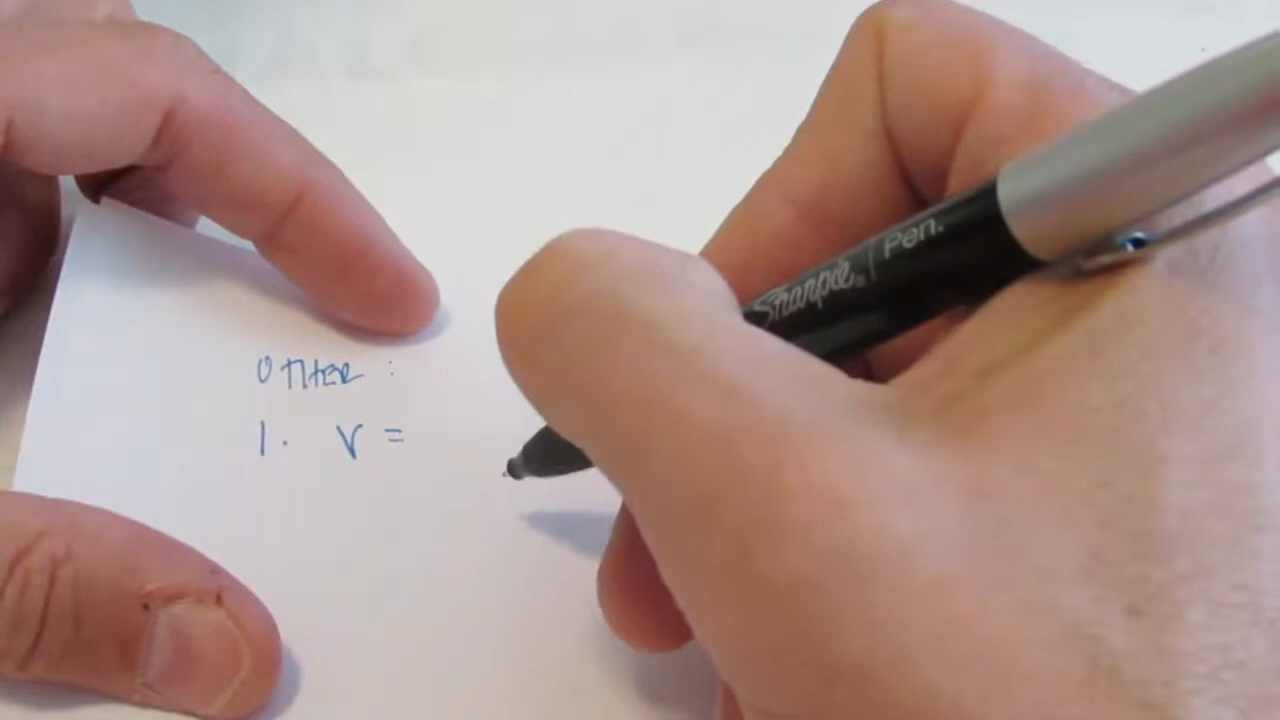 Sharpie | Pen.
OTHER :
1. V =